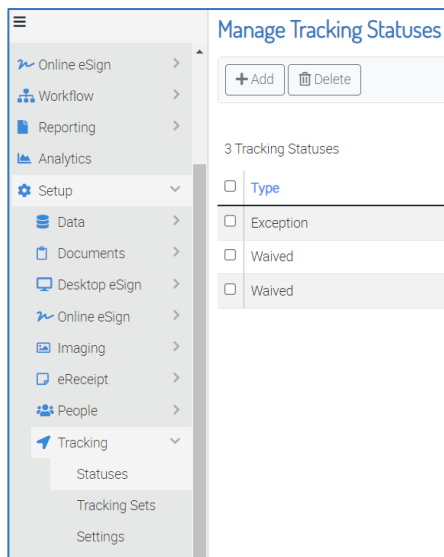 Online eSign
Workflow
Reporting
Analytics
Setup
Data
Documents
Desktop eSign
Online eSign
Imaging
eReceipt
People
Tracking
Statuses
Tracking Sets
Settings
Manage Tracking Statuses
Add Delete
3 Tracking Statuses
Type
Exception
Waived
Waived